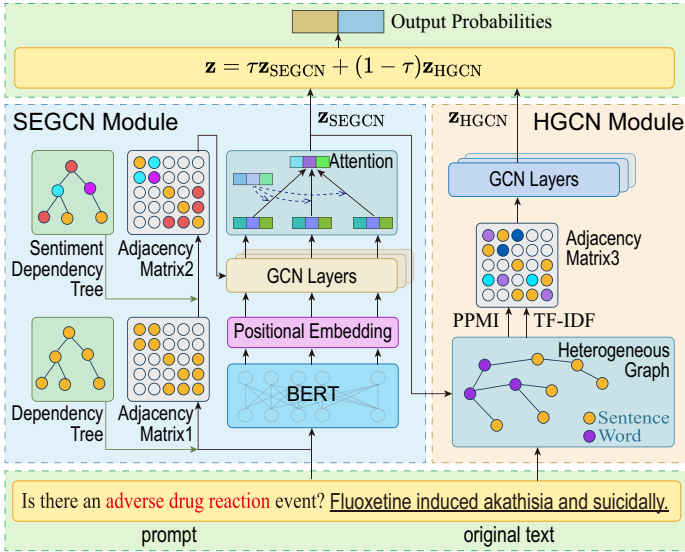 Output Probabilities
z = τz_SEGCN + (1 − τ)z_HGCN
SEGCN Module
z_SEGCN
z_HGCN
HGCN Module
Attention
GCN Layers
Sentiment
Dependency
Tree
Adjacency
Matrix2
GCN Layers
Adjacency
Matrix3
PPMI
TF-IDF
Positional Embedding
Heterogeneous
Graph
BERT
Dependency
Tree
Adjacency
Matrix1
Sentence
Word
Is there an adverse drug reaction event? Fluoxetine induced akathisia and suicidally.
prompt
original text